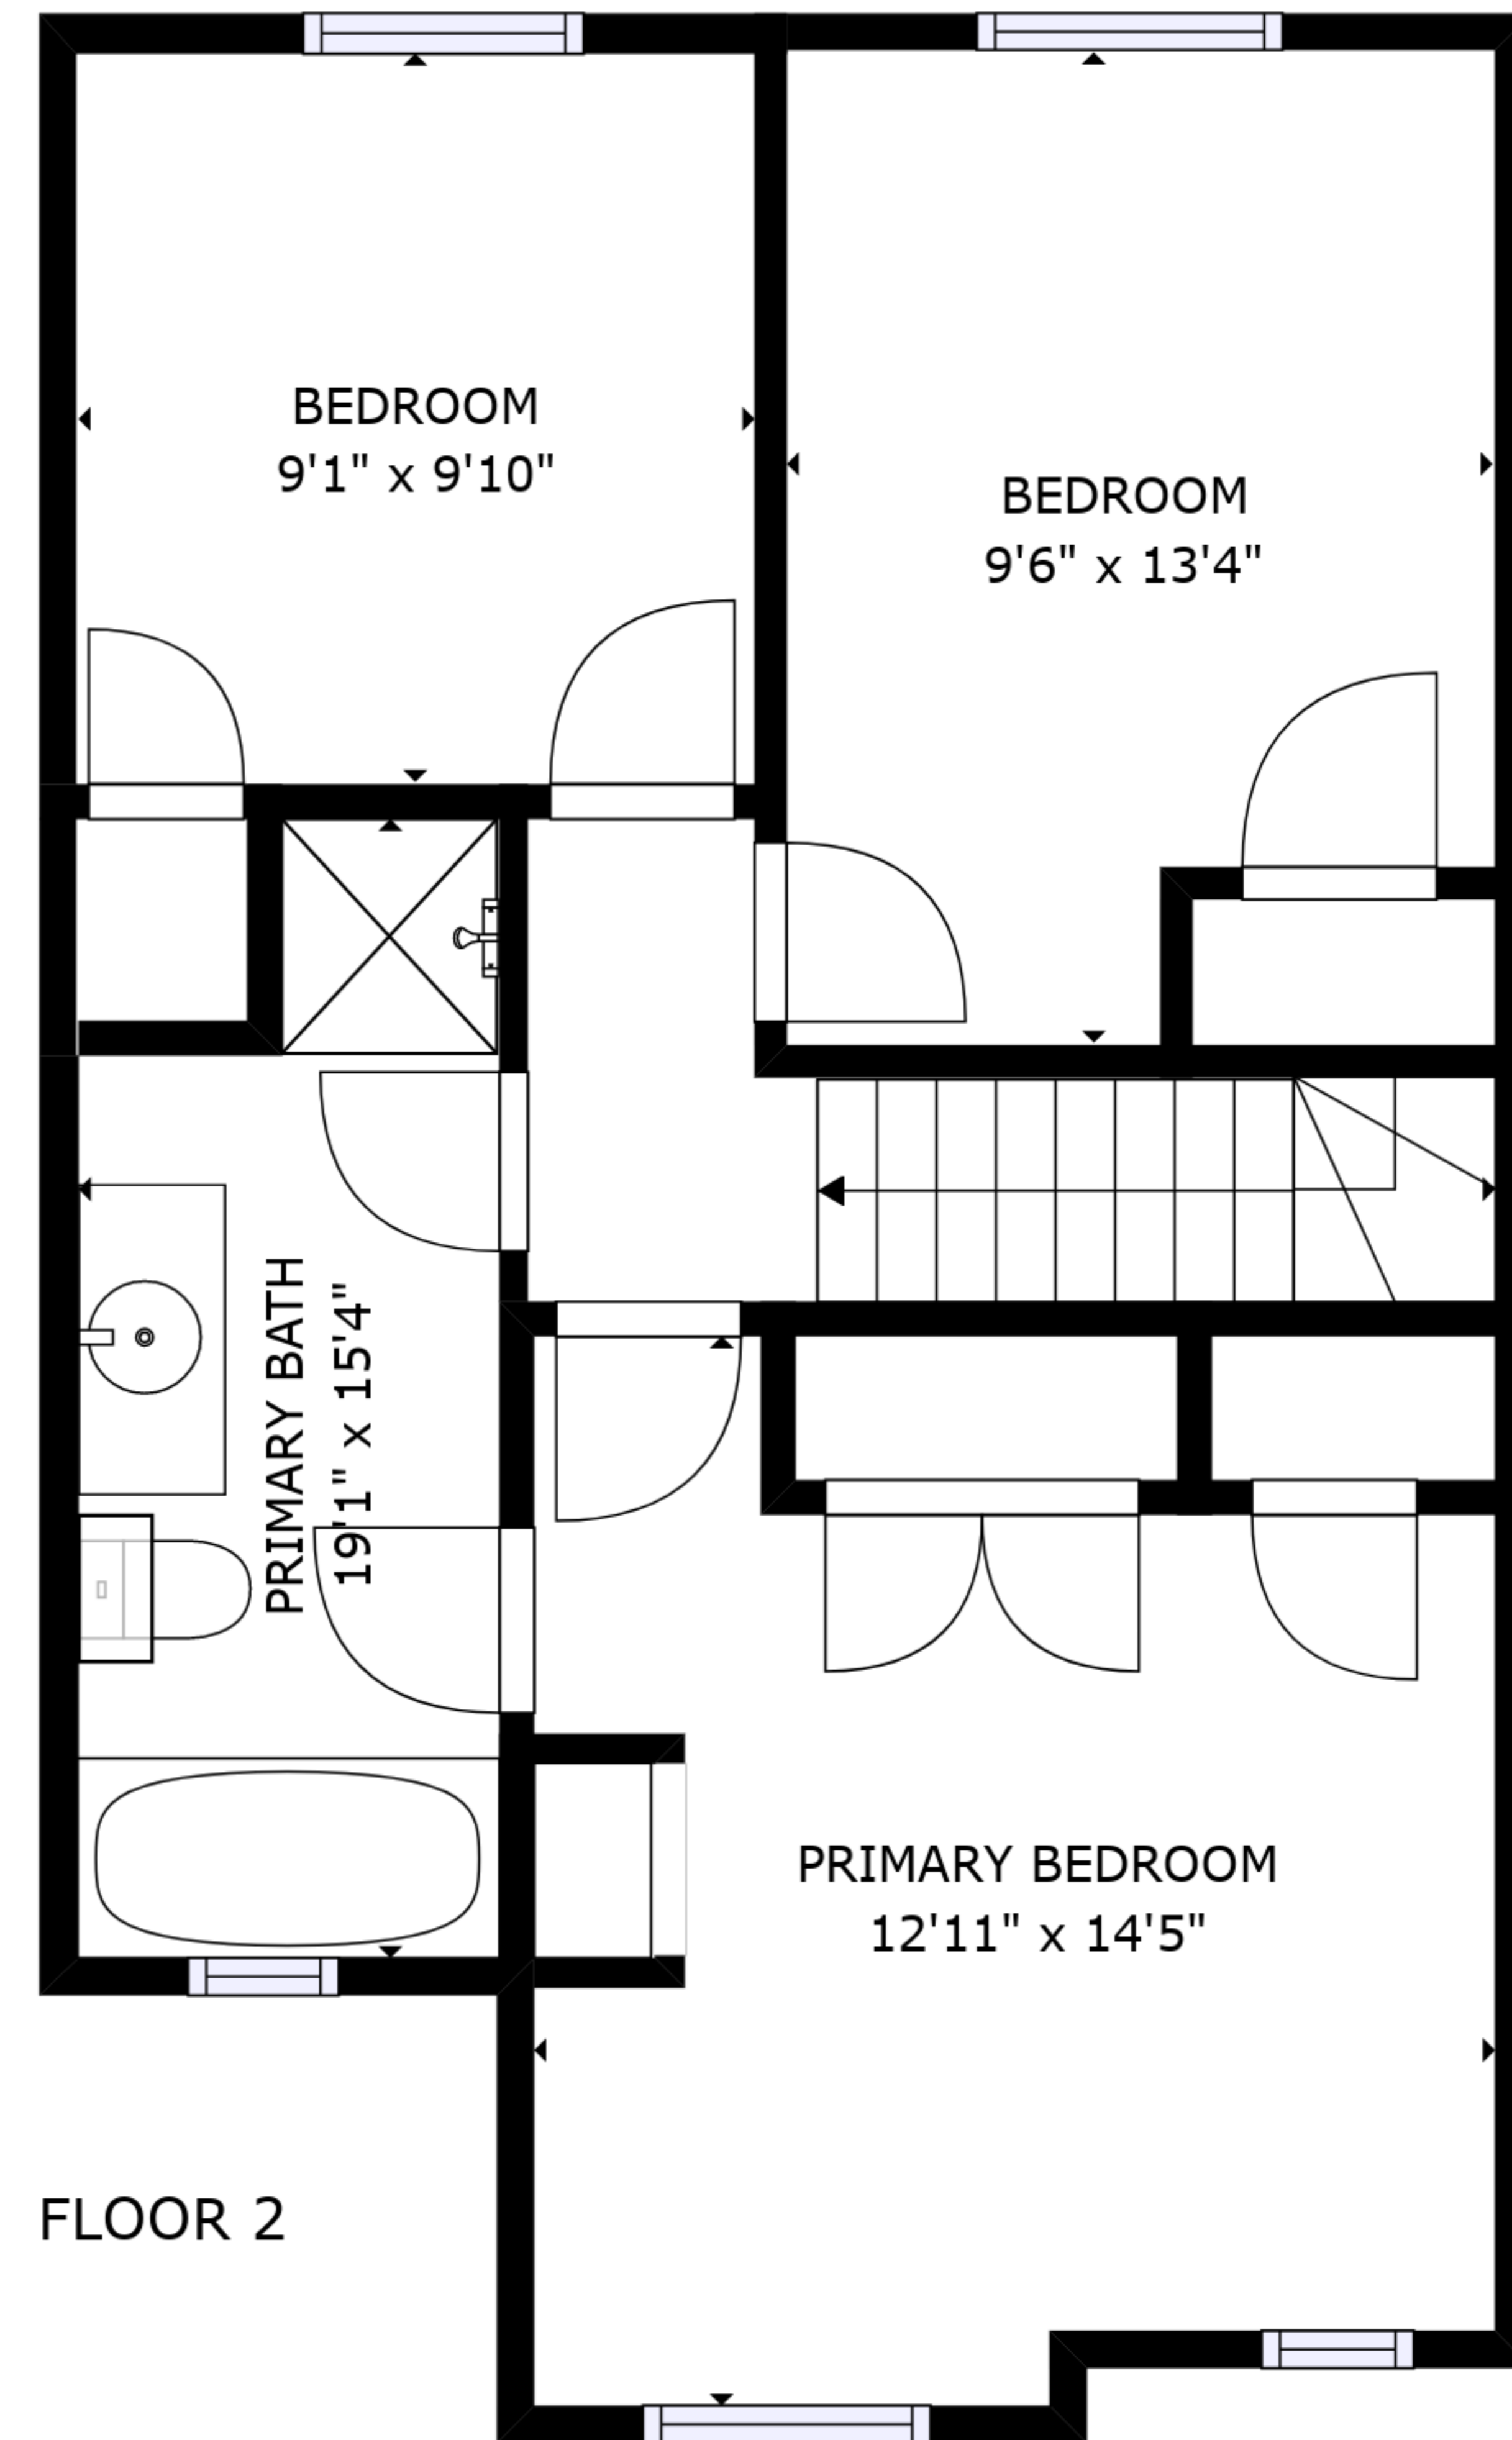 BEDROOM
9'1" x 9'10"
BEDROOM
9'6" x 13'4"
PRIMARY BATH
19'1" x 15'4"
PRIMARY BEDROOM
12'11" x 14'5"
FLOOR 2